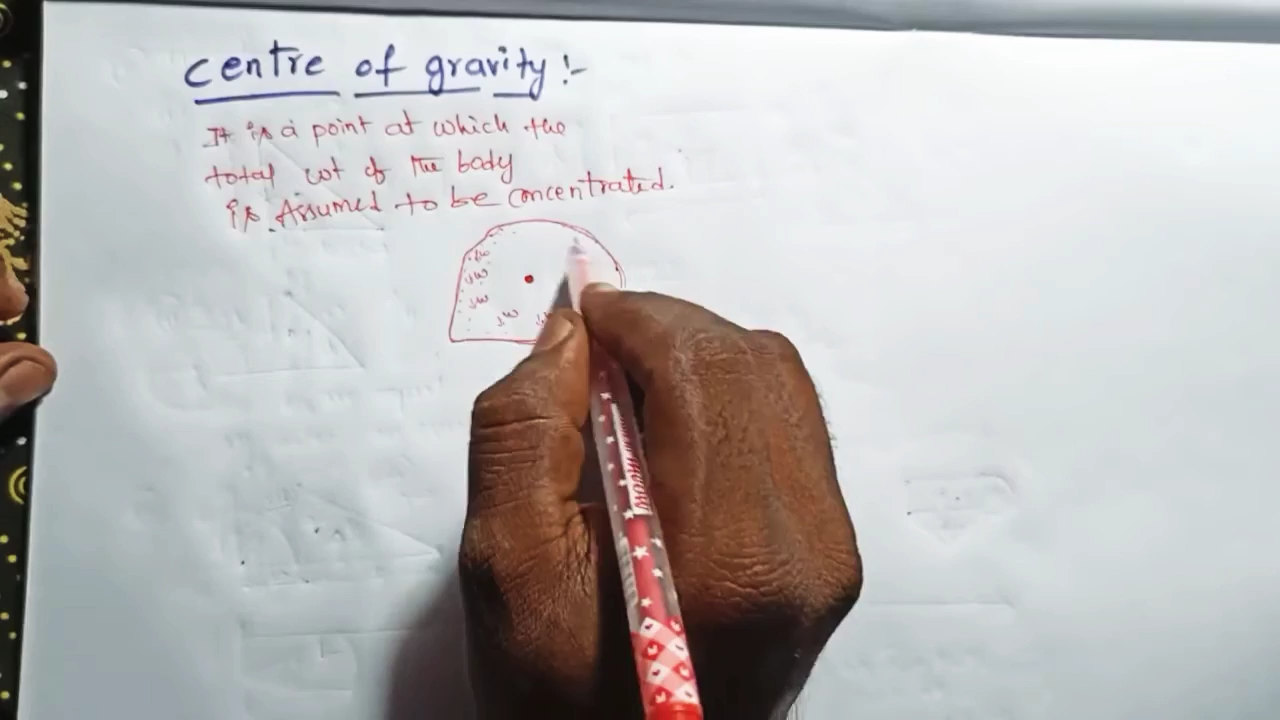 centre of gravity :-
It is a point at which the
total wt of the body
is Assumed to be concentrated.